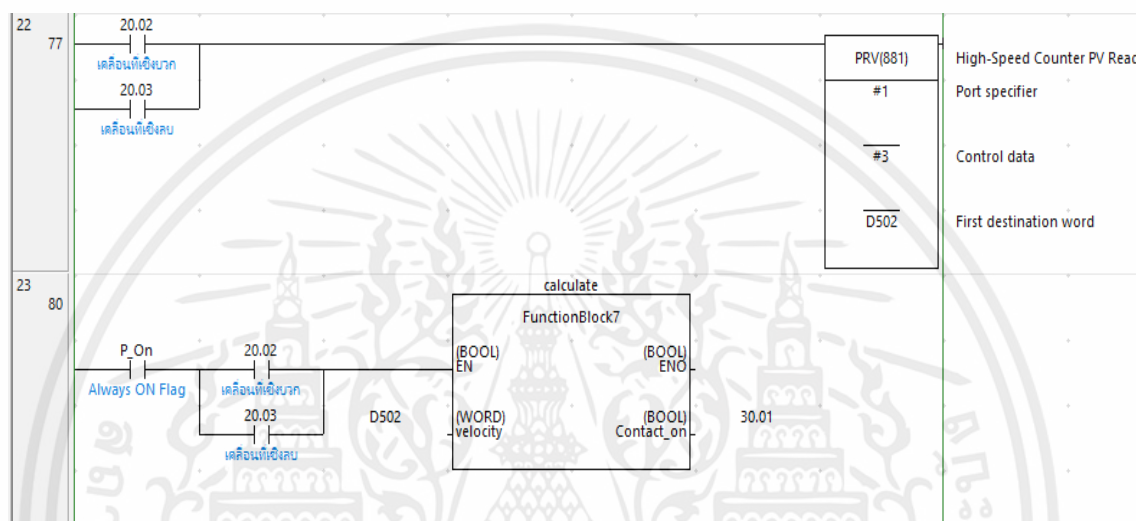 22
77
20.02
เคลื่อนที่เชิงบวก
20.03
เคลื่อนที่เชิงลบ
PRV(881)
High-Speed Counter PV Read
#1
Port specifier
#3
Control data
D502
First destination word
23
80
calculate
FunctionBlock7
P_On
Always ON Flag
20.02
เคลื่อนที่เชิงบวก
20.03
เคลื่อนที่เชิงลบ
(BOOL)
EN
(BOOL)
ENO
D502
(WORD)
velocity
(BOOL)
Contact_on
30.01